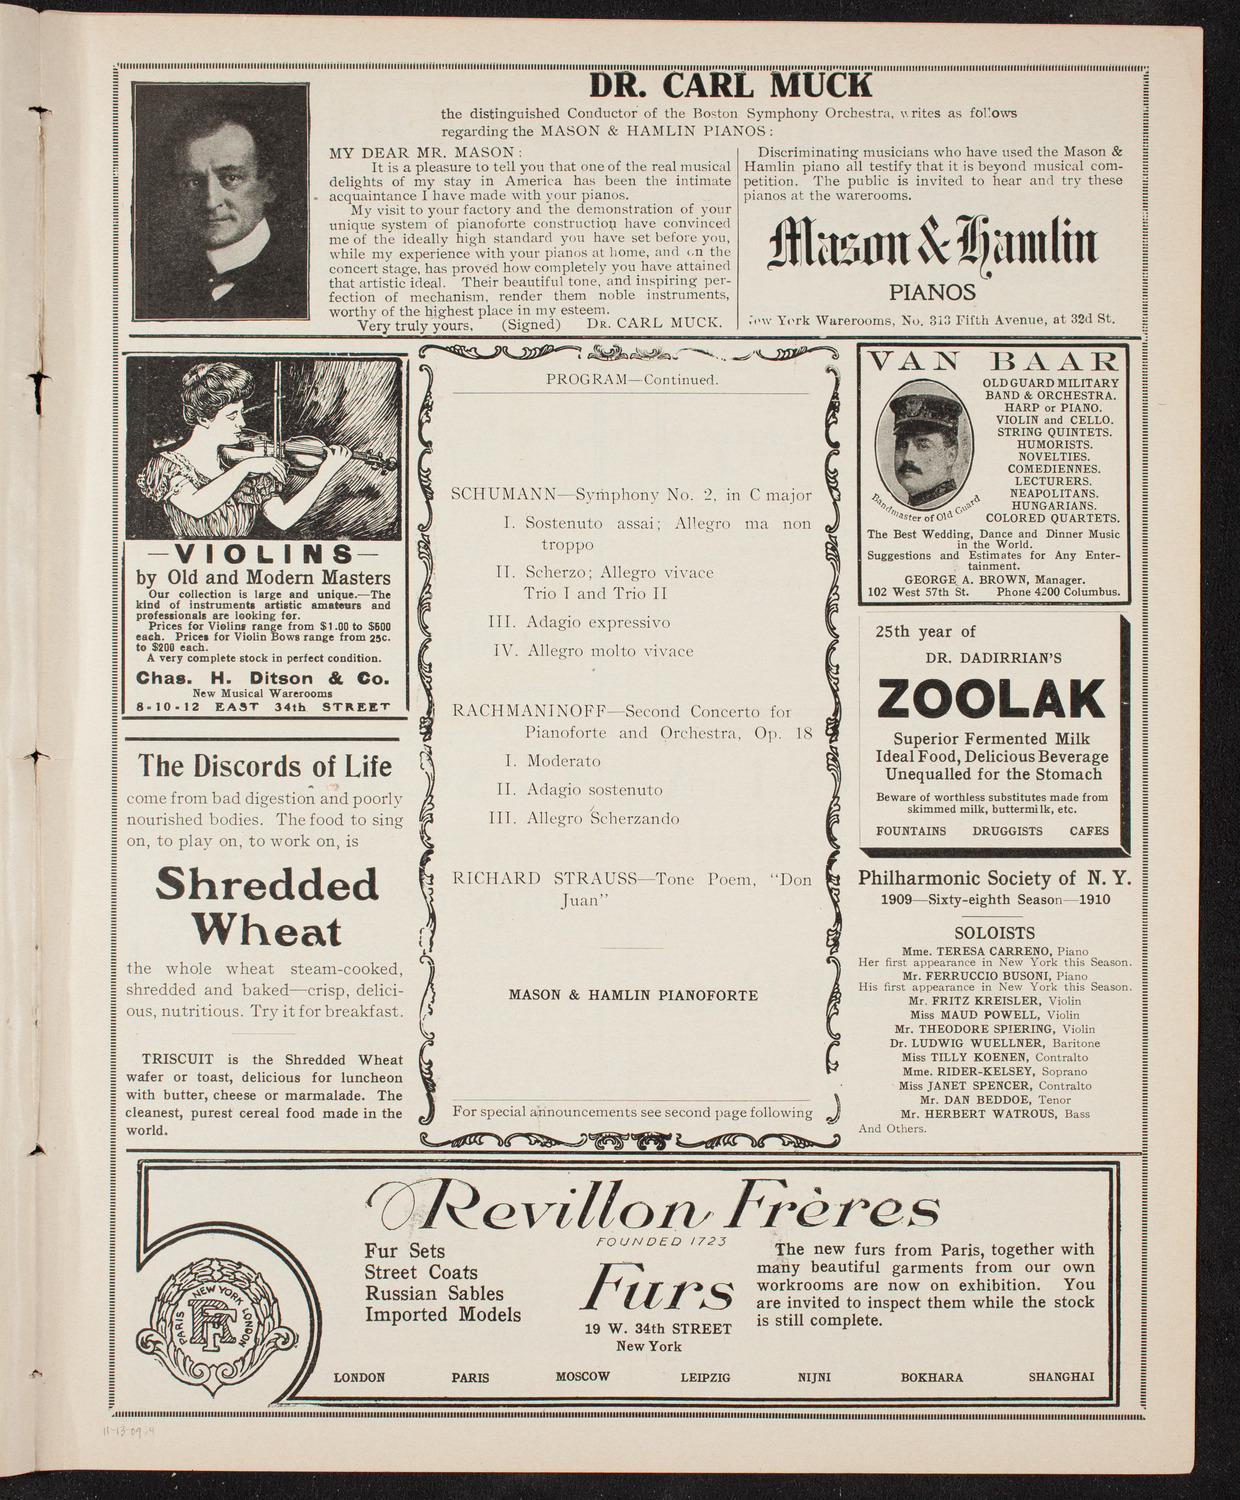 DR. CARL MUCK
the distinguished Conductor of the Boston Symphony Orchestra, writes as follows
regarding the MASON & HAMLIN PIANOS:
MY DEAR MR. MASON:
It is a pleasure to tell you that one of the real musical
delights of my stay in America has been the intimate
acquaintance I have made with your pianos.
My visit to your factory and the demonstration of your
unique system of pianoforte construction have convinced
me of the ideally high standard you have set before you,
while my experience with your pianos at home, and on the
concert stage, has proved how completely you have attained
that artistic ideal. Their beautiful tone, and inspiring per-
fection of mechanism, render them noble instruments,
worthy of the highest place in my esteem.
Very truly yours, (Signed) DR. CARL MUCK.
Discriminating musicians who have used the Mason &
Hamlin piano all testify that it is beyond musical com-
petition. The public is invited to hear and try these
pianos at the warerooms.
Mason & Hamlin
PIANOS
New York Warerooms, No. 313 Fifth Avenue, at 32d St.
—VIOLINS—
by Old and Modern Masters
Our collection is large and unique.—The
kind of instruments artistic amateurs and
professionals are looking for.
Prices for Violins range from $1.00 to $600
each. Prices for Violin Bows range from 25c.
to $200 each.
A very complete stock in perfect condition.
Chas. H. Ditson & Co.
New Musical Warerooms
8-10-12 EAST 34th STREET
The Discords of Life
come from bad digestion and poorly
nourished bodies. The food to sing
on, to play on, to work on, is
Shredded
Wheat
the whole wheat steam-cooked,
shredded and baked—crisp, delici-
ous, nutritious. Try it for breakfast.
TRISCUIT is the Shredded Wheat
wafer or toast, delicious for luncheon
with butter, cheese or marmalade. The
cleanest, purest cereal food made in the
world.
PROGRAM—Continued.
SCHUMANN—Symphony No. 2, in C major
I. Sostenuto assai; Allegro ma non
troppo
II. Scherzo; Allegro vivace
Trio I and Trio II
III. Adagio expressivo
IV. Allegro molto vivace
RACHMANINOFF—Second Concerto for
Pianoforte and Orchestra, Op. 18
I. Moderato
II. Adagio sostenuto
III. Allegro Scherzando
RICHARD STRAUSS—Tone Poem, "Don
Juan"
MASON & HAMLIN PIANOFORTE
For special announcements see second page following
VAN BAAR
OLD GUARD MILITARY
BAND & ORCHESTRA.
HARP or PIANO.
VIOLIN and CELLO.
STRING QUINTETS.
HUMORISTS.
NOVELTIES.
COMEDIENNES.
LECTURERS.
NEAPOLITANS.
HUNGARIANS.
COLORED QUARTETS.
Bandmaster of Old Guard
The Best Wedding, Dance and Dinner Music
in the World.
Suggestions and Estimates for Any Enter-
tainment.
GEORGE A. BROWN, Manager.
102 West 57th St. Phone 4200 Columbus.
25th year of
DR. DADIRRIAN'S
ZOOLAK
Superior Fermented Milk
Ideal Food, Delicious Beverage
Unequalled for the Stomach
Beware of worthless substitutes made from
skimmed milk, buttermilk, etc.
FOUNTAINS DRUGGISTS CAFES
Philharmonic Society of N. Y.
1909—Sixty-eighth Season—1910
SOLOISTS
Mme. TERESA CARRENO, Piano
Her first appearance in New York this Season.
Mr. FERRUCCIO BUSONI, Piano
His first appearance in New York this Season.
Mr. FRITZ KREISLER, Violin
Miss MAUD POWELL, Violin
Mr. THEODORE SPIERING, Violin
Dr. LUDWIG WUELLNER, Baritone
Miss TILLY KOENEN, Contralto
Mme. RIDER-KELSEY, Soprano
Miss JANET SPENCER, Contralto
Mr. DAN BEDDOE, Tenor
Mr. HERBERT WATROUS, Bass
And Others.
Revillon Frères
FOUNDED 1723
Fur Sets
Street Coats
Russian Sables
Imported Models
Furs
19 W. 34th STREET
New York
The new furs from Paris, together with
many beautiful garments from our own
workrooms are now on exhibition. You
are invited to inspect them while the stock
is still complete.
PARIS NEW YORK LONDON
RF
LONDON PARIS MOSCOW LEIPZIG NIJNI BOKHARA SHANGHAI
11-13-09-4